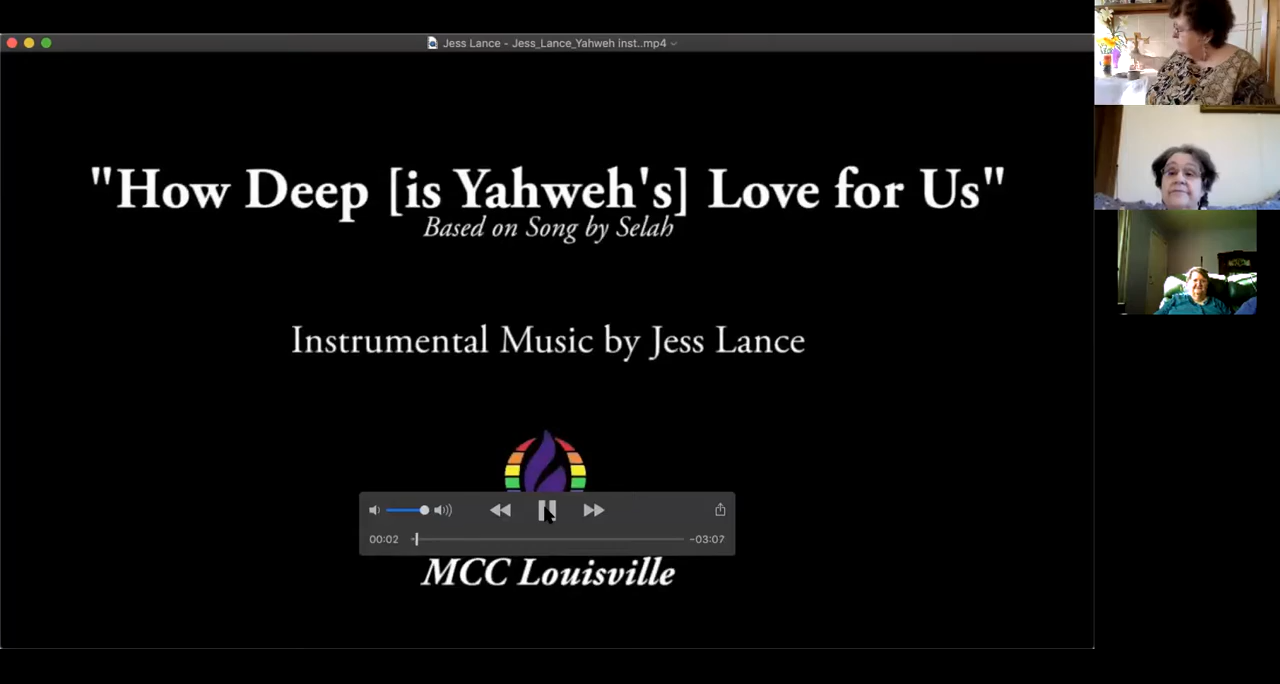 Jess Lance - Jess_Lance_Yahweh inst..mp4
"How Deep [is Yahweh's] Love for Us"
Based on Song by Selah
Instrumental Music by Jess Lance
00:02
-03:07
MCC Louisville